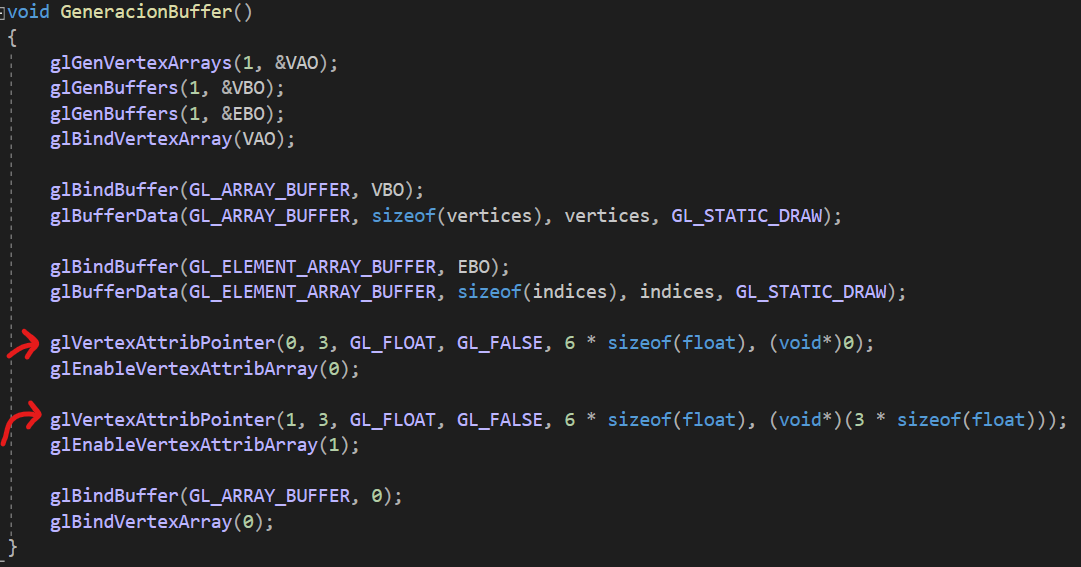 void GeneracionBuffer()
{
glGenVertexArrays(1, &VAO);
glGenBuffers(1, &VBO);
glGenBuffers(1, &EBO);
glBindVertexArray(VAO);
glBindBuffer(GL_ARRAY_BUFFER, VBO);
glBufferData(GL_ARRAY_BUFFER, sizeof(vertices), vertices, GL_STATIC_DRAW);
glBindBuffer(GL_ELEMENT_ARRAY_BUFFER, EBO);
glBufferData(GL_ELEMENT_ARRAY_BUFFER, sizeof(indices), indices, GL_STATIC_DRAW);
glVertexAttribPointer(0, 3, GL_FLOAT, GL_FALSE, 6 * sizeof(float), (void*)0);
glEnableVertexAttribArray(0);
glVertexAttribPointer(1, 3, GL_FLOAT, GL_FALSE, 6 * sizeof(float), (void*)(3 * sizeof(float)));
glEnableVertexAttribArray(1);
glBindBuffer(GL_ARRAY_BUFFER, 0);
glBindVertexArray(0);
}